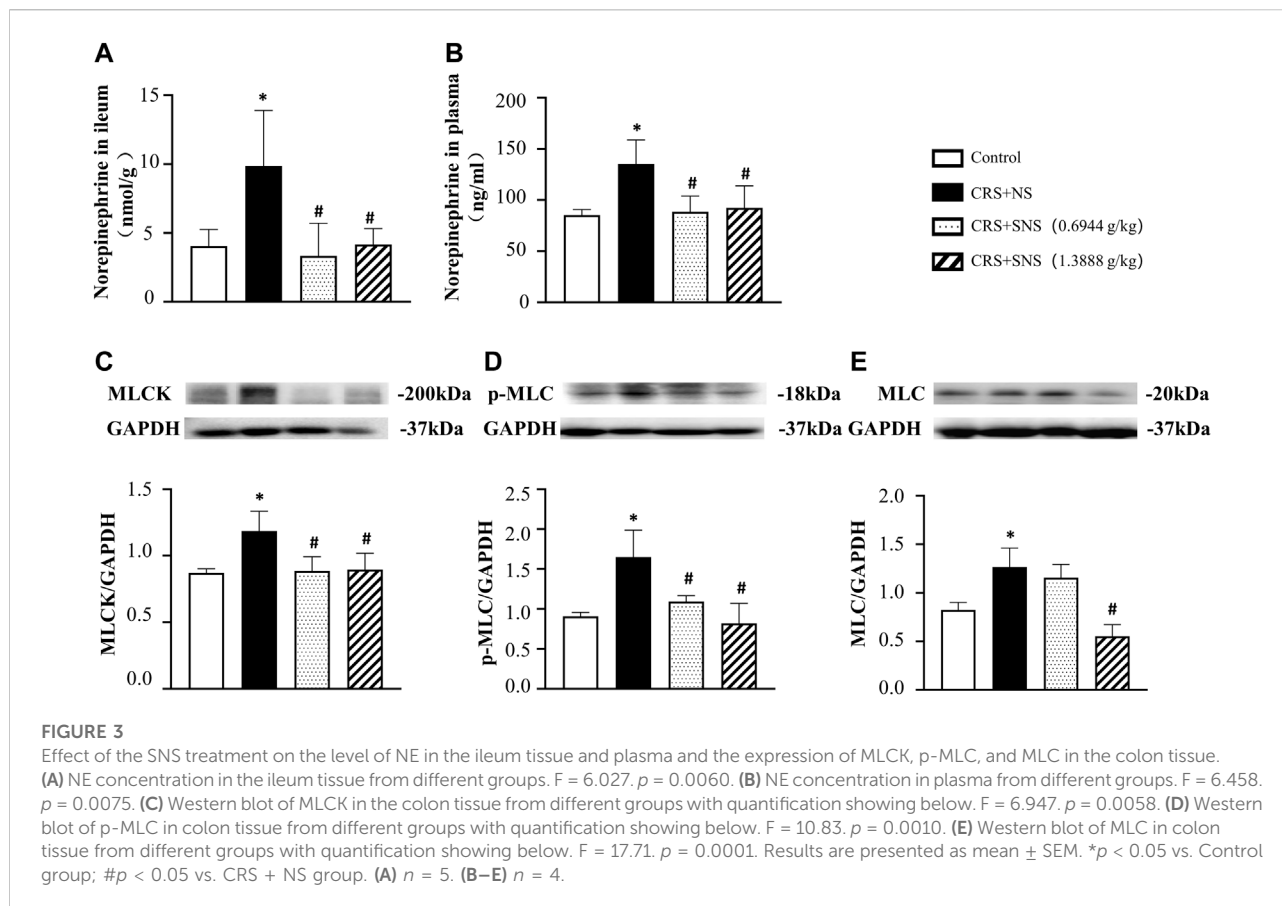 A
Norepinephrine in ileum
(nmol/g)
15
10
5
0
*
#
#
B
Norepinephrine in plasma
(ng/ml)
200
150
100
50
0
*
#
#
Control
CRS+NS
CRS+SNS (0.6944 g/kg)
CRS+SNS (1.3888 g/kg)
C
MLCK
-200kDa
GAPDH
-37kDa
MLCK/GAPDH
1.5
1.0
0.5
0.0
*
#
#
D
p-MLC
-18kDa
GAPDH
-37kDa
p-MLC/GAPDH
2.5
2.0
1.5
1.0
0.5
0.0
*
#
#
E
MLC
-20kDa
GAPDH
-37kDa
MLC/GAPDH
2.0
1.5
1.0
0.5
0.0
*
#
FIGURE 3
Effect of the SNS treatment on the level of NE in the ileum tissue and plasma and the expression of MLCK, p-MLC, and MLC in the colon tissue.
(A) NE concentration in the ileum tissue from different groups. F = 6.027. p = 0.0060. (B) NE concentration in plasma from different groups. F = 6.458.
p = 0.0075. (C) Western blot of MLCK in the colon tissue from different groups with quantification showing below. F = 6.947. p = 0.0058. (D) Western
blot of p-MLC in colon tissue from different groups with quantification showing below. F = 10.83. p = 0.0010. (E) Western blot of MLC in colon
tissue from different groups with quantification showing below. F = 17.71. p = 0.0001. Results are presented as mean ± SEM. *p < 0.05 vs. Control
group; #p < 0.05 vs. CRS + NS group. (A) n = 5. (B–E) n = 4.